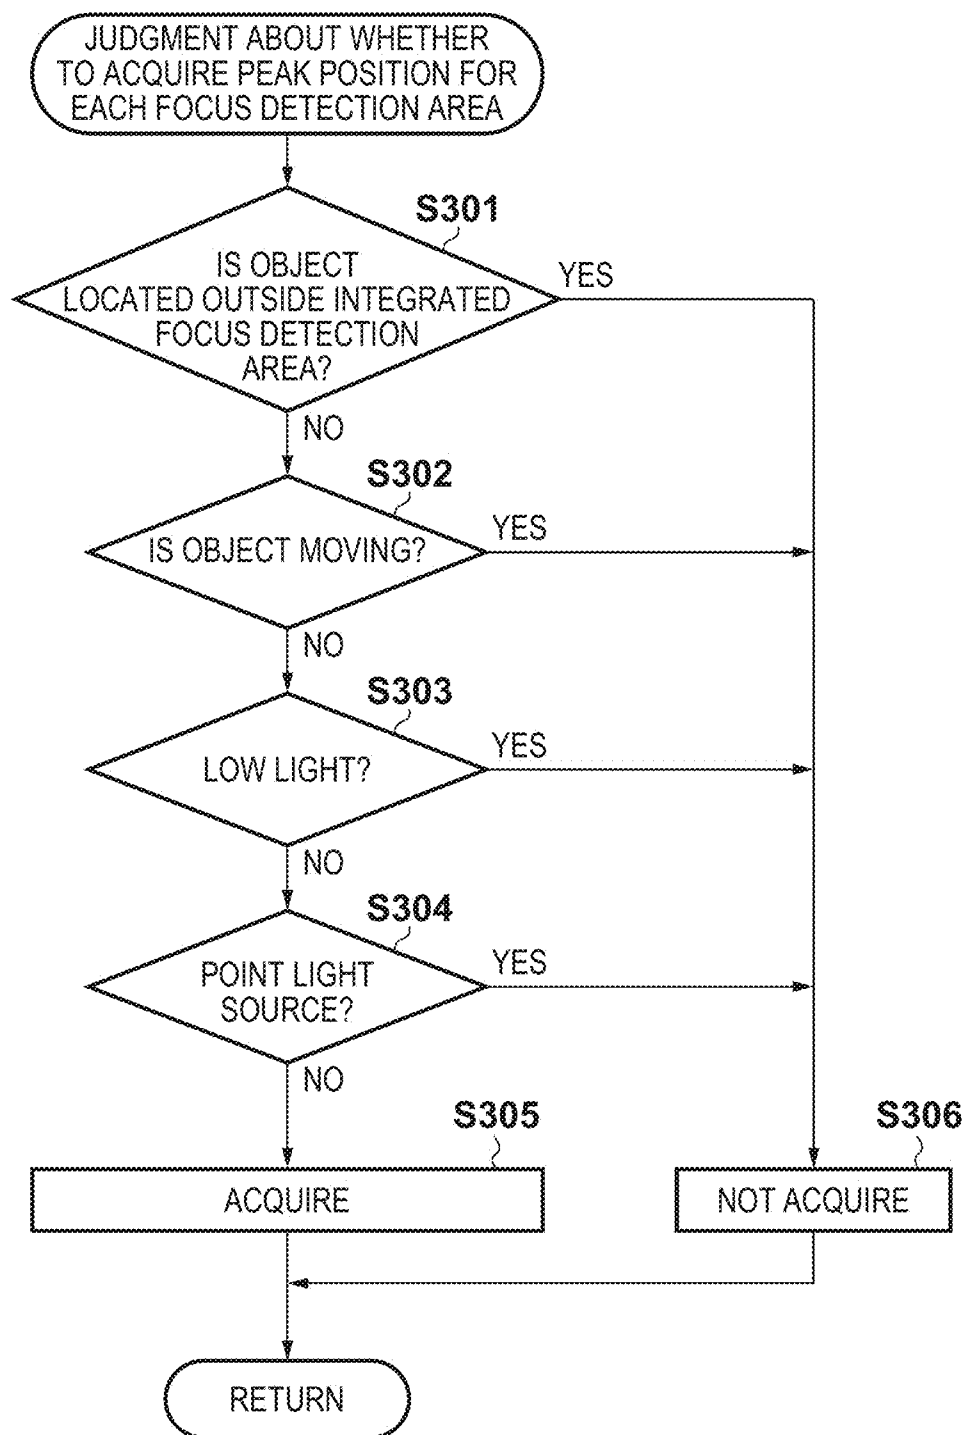 JUDGMENT ABOUT WHETHER
TO ACQUIRE PEAK POSITION FOR
EACH FOCUS DETECTION AREA
S301
IS OBJECT
LOCATED OUTSIDE INTEGRATED
FOCUS DETECTION
AREA?
YES
NO
S302
IS OBJECT MOVING?
YES
NO
S303
LOW LIGHT?
YES
NO
S304
POINT LIGHT
SOURCE?
YES
NO
S305
ACQUIRE
S306
NOT ACQUIRE
RETURN